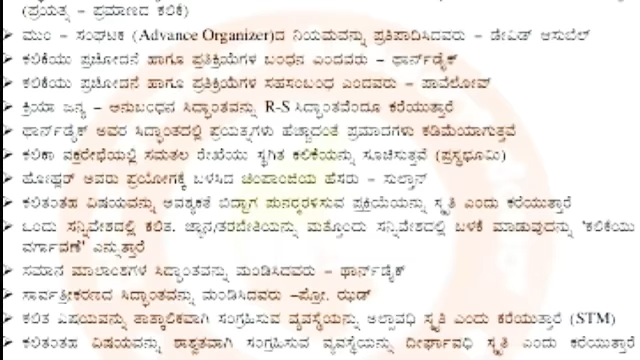 (ಪ್ರಯತ್ನ – ಪ್ರಮಾಣದ ಕಲಿಕೆ)
➤ ಮುಂ – ಸಂಘಟಕ (Advance Organizer)ದ ನಿಯಮವನ್ನು ಪ್ರತಿಪಾದಿಸಿದವರು – ಡೇವಿಡ್ ಆಸುಬೆಲ್
➤ ಕಲಿಕೆಯು ಪ್ರಚೋದನೆ ಹಾಗೂ ಪ್ರತಿಕ್ರಿಯೆಗಳ ಬಂಧನ ಎಂದವರು – ಥಾರ್ನ್‌ಡೈಕ್
➤ ಕಲಿಕೆಯು ಪ್ರಚೋದನೆ ಹಾಗೂ ಪ್ರತಿಕ್ರಿಯೆಗಳ ಸಹಸಂಬಂಧ ಎಂದವರು – ಪಾವಲೋವ್
➤ ಕ್ರಿಯಾ ಜನ್ಯ – ಅನುಬಂಧನ ಸಿದ್ಧಾಂತವನ್ನು R-S ಸಿದ್ಧಾಂತವೆಂದೂ ಕರೆಯುತ್ತಾರೆ
➤ ಥಾರ್ನ್‌ಡೈಕ್ ಅವರ ಸಿದ್ಧಾಂತದಲ್ಲಿ ಪ್ರಯತ್ನಗಳು ಹೆಚ್ಚಾದಂತೆ ಪ್ರಮಾದಗಳು ಕಡಿಮೆಯಾಗುತ್ತವೆ
➤ ಕಲಿಕಾ ವಕ್ರರೇಖೆಯಲ್ಲಿ ಸಮತಲ ರೇಖೆಯು ಸ್ಥಗಿತ ಕಲಿಕೆಯನ್ನು ಸೂಚಿಸುತ್ತದೆ (ಪ್ರಸ್ಥಭೂಮಿ)
➤ ಕೋಹ್ಲರ್ ಅವರು ಪ್ರಯೋಗಕ್ಕೆ ಬಳಸಿದ ಚಿಂಪಾಂಜಿಯ ಹೆಸರು – ಸುಲ್ತಾನ್
➤ ಕಲಿತಂತಹ ವಿಷಯವನ್ನು ಅವಶ್ಯಕತೆ ಬಿದ್ದಾಗ ಪುನರ್‌ಸ್ಮರಿಸುವ ಪ್ರಕ್ರಿಯೆಯನ್ನು ಸ್ಮೃತಿ ಎಂದು ಕರೆಯುತ್ತಾರೆ
➤ ಒಂದು ಸನ್ನಿವೇಶದಲ್ಲಿ ಕಲಿತ. ಜ್ಞಾನ/ತರಬೇತಿಯನ್ನು ಮತ್ತೊಂದು ಸನ್ನಿವೇಶದಲ್ಲಿ ಬಳಕೆ ಮಾಡುವುದನ್ನು 'ಕಲಿಕೆಯು
ವರ್ಗಾವಣೆ' ಎನ್ನುತ್ತಾರೆ
➤ ಸಮಾನ ಮೂಲಾಂಶಗಳ ಸಿದ್ಧಾಂತವನ್ನು ಮಂಡಿಸಿದವರು – ಥಾರ್ನ್‌ಡೈಕ್
➤ ಸಾರ್ವತ್ರೀಕರಣದ ಸಿದ್ಧಾಂತವನ್ನು ಮಂಡಿಸಿದವರು –ಪ್ರೋ. ಝಡ್
➤ ಕಲಿತ ವಿಷಯವನ್ನು ತಾತ್ಕಾಲಿಕವಾಗಿ ಸಂಗ್ರಹಿಸುವ ವ್ಯವಸ್ಥೆಯನ್ನು ಅಲ್ಪಾವಧಿ ಸ್ಮೃತಿ ಎಂದು ಕರೆಯುತ್ತಾರೆ (STM)
➤ ಕಲಿತಂತಹ ವಿಷಯವನ್ನು ಶಾಶ್ವತವಾಗಿ ಸಂಗ್ರಹಿಸುವ ವ್ಯವಸ್ಥೆಯನ್ನು ದೀರ್ಘಾವಧಿ ಸ್ಮೃತಿ ಎಂದು ಕರೆಯುತ್ತಾರೆ